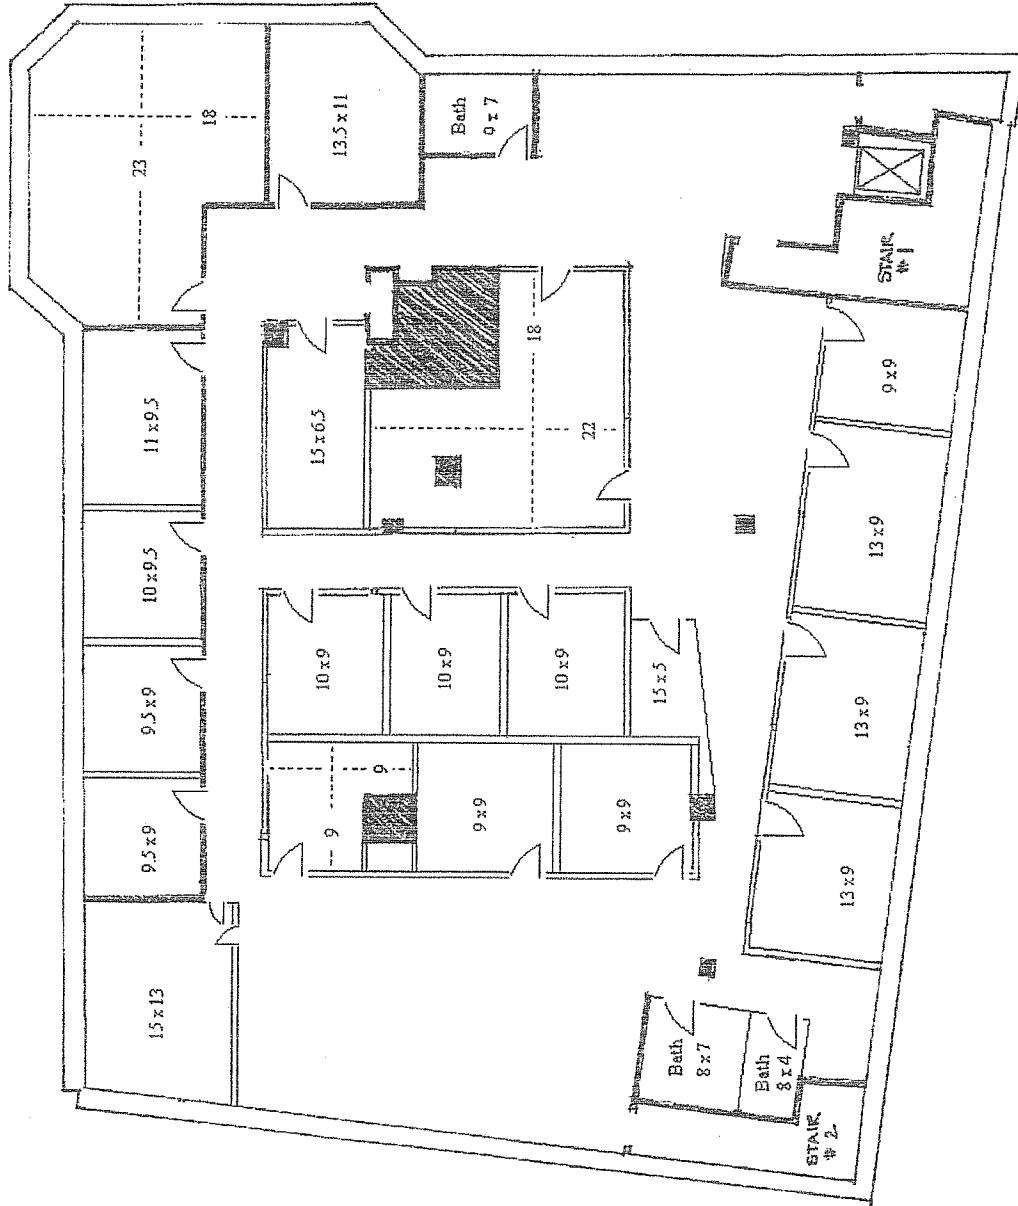 23
18
13.5 x 11
Bath
9 x 7
11 x 9.5
10 x 9.5
9.5 x 9
9.5 x 9
15 x 13
15 x 6.5
18
22
10 x 9
10 x 9
10 x 9
15 x 5
9
9
9 x 9
9 x 9
STAIR
# 1
9 x 9
13 x 9
13 x 9
13 x 9
Bath
8 x 7
Bath
8 x 4
STAIR
# 2